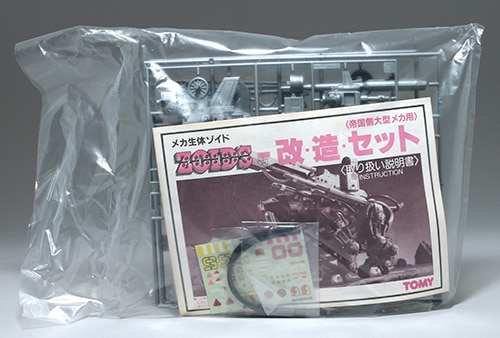 〈帝国側大型メカ用〉
メカ生体ゾイド
ZOIDS 改・造・セット
〈取り扱い説明書〉
INSTRUCTION
TOMY